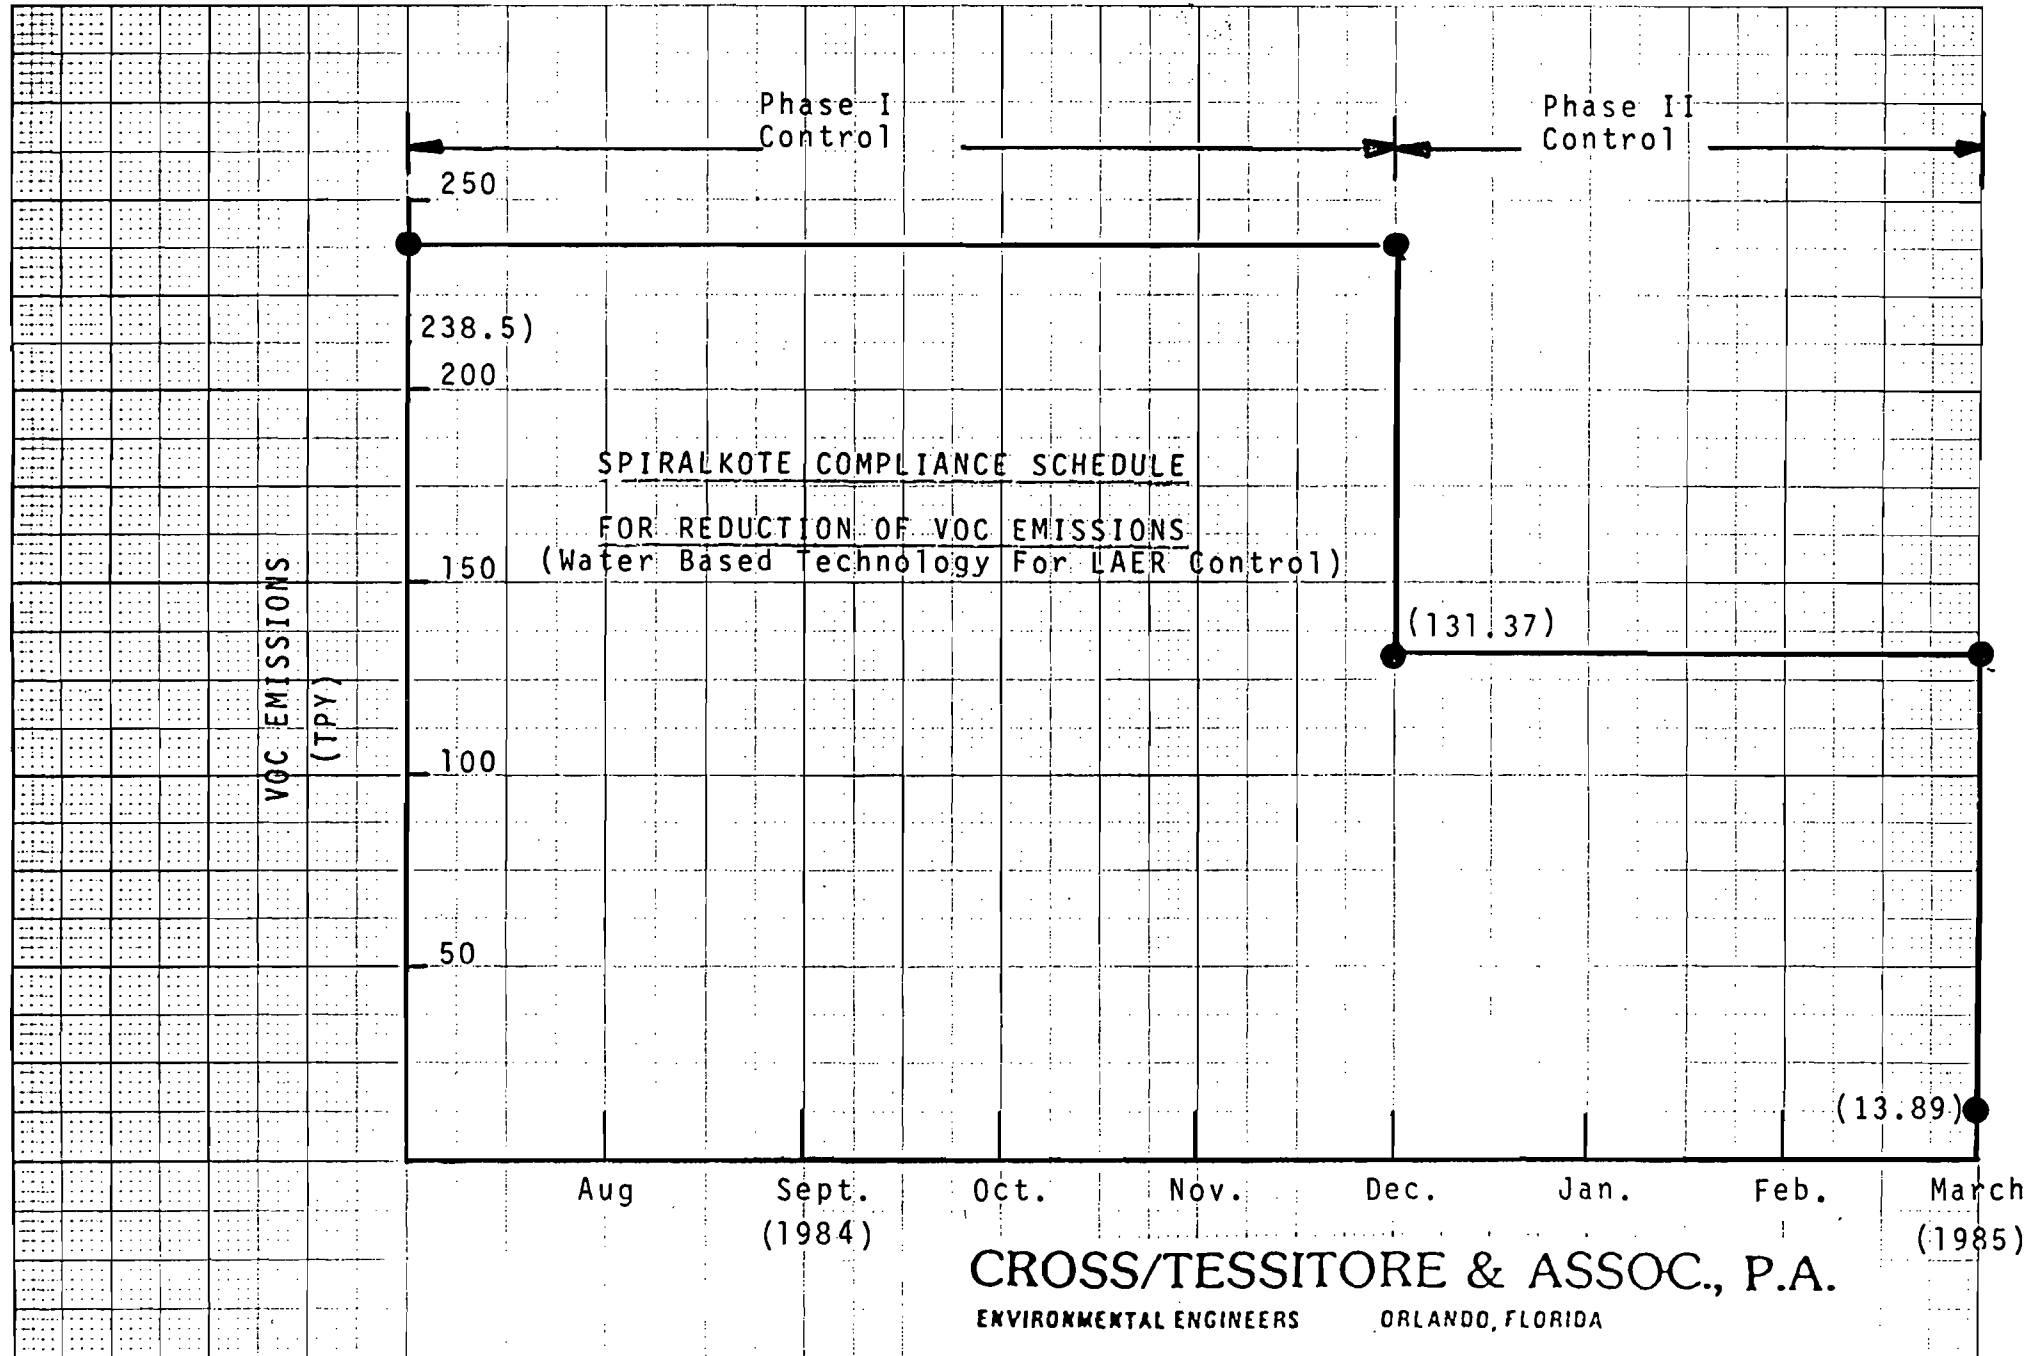 Phase I
Control
Phase II
Control
250
238.5)
200
SPIRALKOTE COMPLIANCE SCHEDULE
FOR REDUCTION OF VOC EMISSIONS
(Water Based Technology For LAER Control)
150
(131.37)
VOC EMISSIONS
(TPY)
100
50
(13.89)
Aug Sept. Oct. Nov. Dec. Jan. Feb. March
(1984) (1985)
CROSS/TESSITORE & ASSOC., P.A.
ENVIRONMENTAL ENGINEERS ORLANDO, FLORIDA